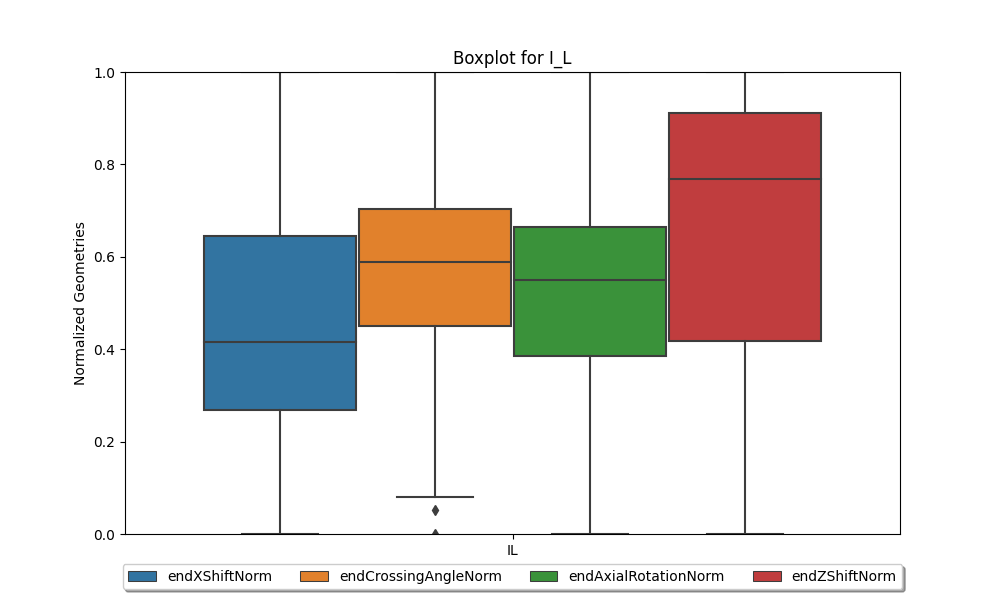 Boxplot for I_L
1.0
0.8
0.6
0.4
0.2
0.0
Normalized Geometries
IL
endXShiftNorm endCrossingAngleNorm endAxialRotationNorm endZShiftNorm